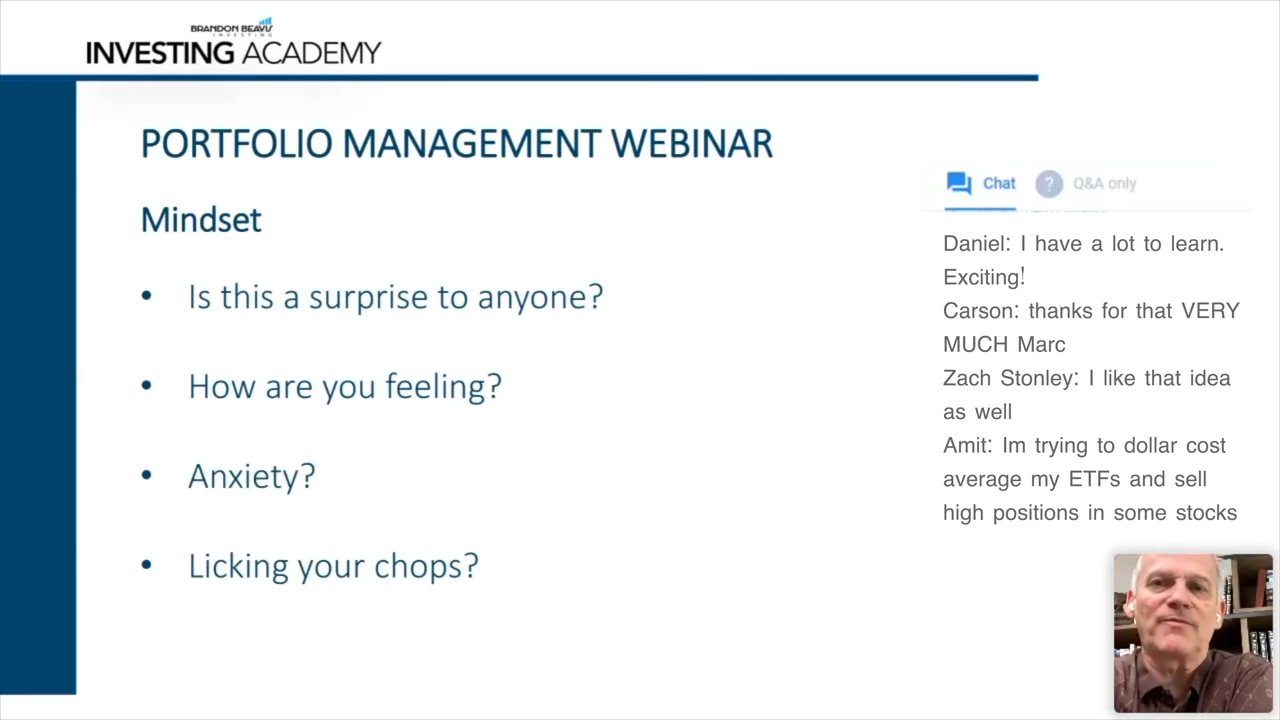 BRANDON BEAVIS
INVESTING
INVESTING ACADEMY
PORTFOLIO MANAGEMENT WEBINAR
Mindset
• Is this a surprise to anyone?
• How are you feeling?
• Anxiety?
• Licking your chops?
Chat
? Q&A only
Daniel: I have a lot to learn.
Exciting!
Carson: thanks for that VERY
MUCH Marc
Zach Stonley: I like that idea
as well
Amit: Im trying to dollar cost
average my ETFs and sell
high positions in some stocks